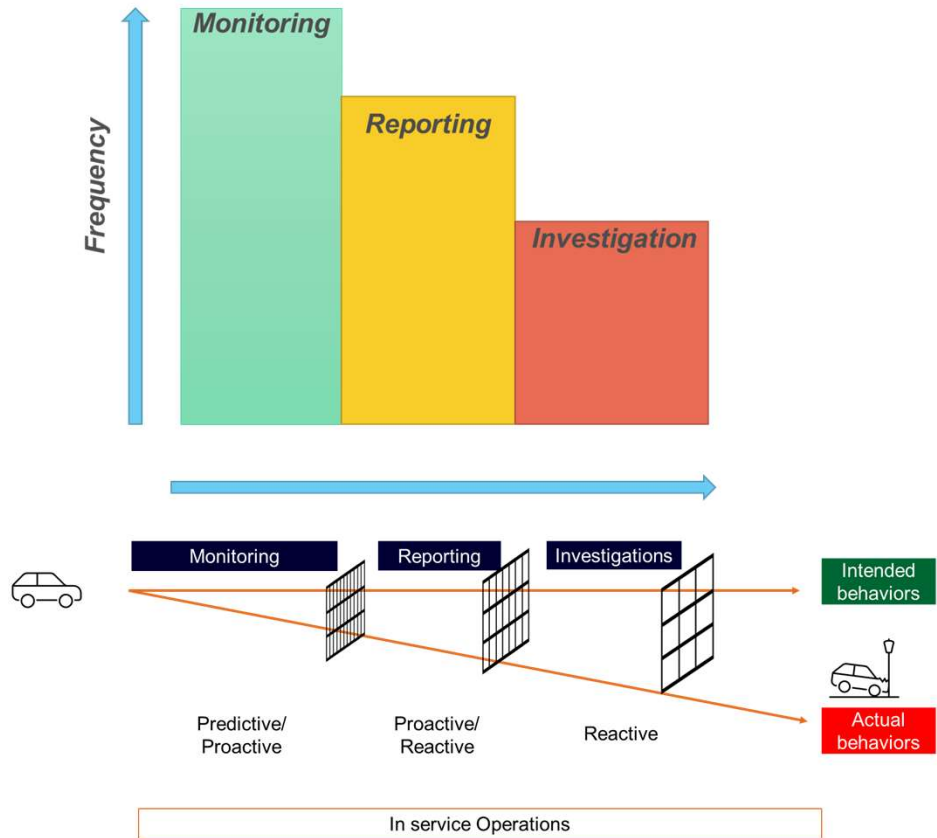 Monitoring
Reporting
Investigation
Frequency
Monitoring
Reporting
Investigations
Intended
behaviors
Actual
behaviors
Predictive/
Proactive
Proactive/
Reactive
Reactive
In service Operations